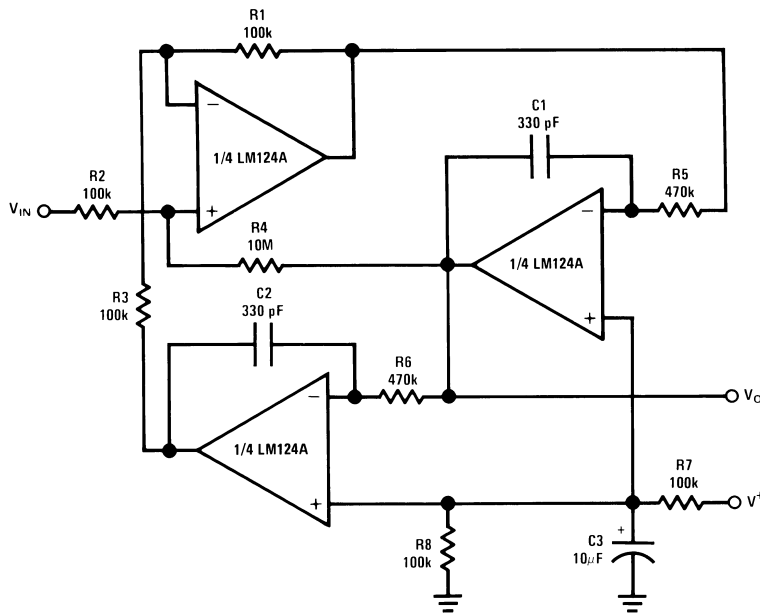 R1
100k
C1
330 pF
1/4 LM124A
R2
100k
R5
470k
VIN
R4
10M
1/4 LM124A
C2
330 pF
R3
100k
R6
470k
VO
1/4 LM124A
R7
100k
V+
R8
100k
C3
10µF